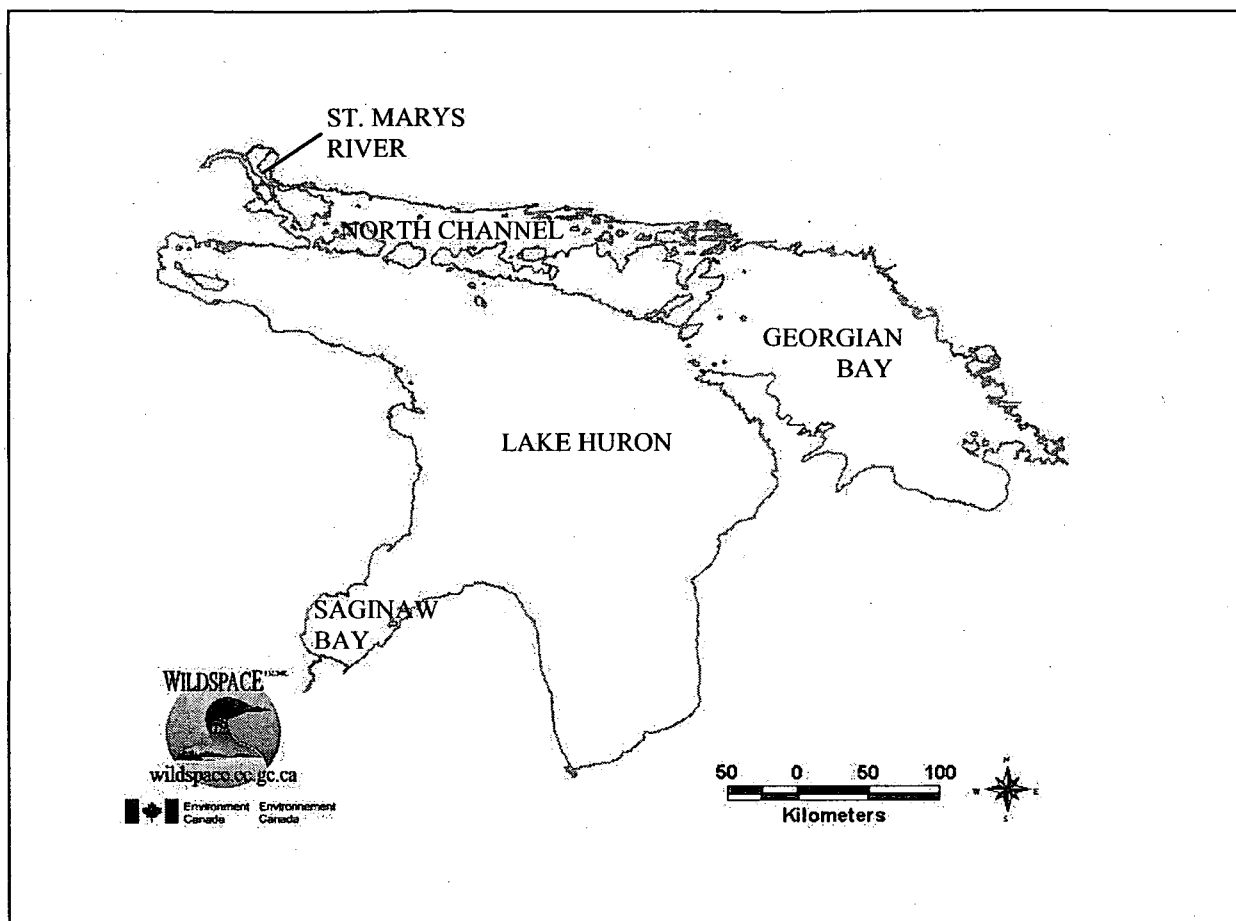 ST. MARYS
RIVER
NORTH CHANNEL
GEORGIAN
BAY
LAKE HURON
SAGINAW
BAY
WILDSPACE
wildspace.ec.gc.ca
Environment Environnement
Canada Canada
50 0 50 100
Kilometers
N
W E
S